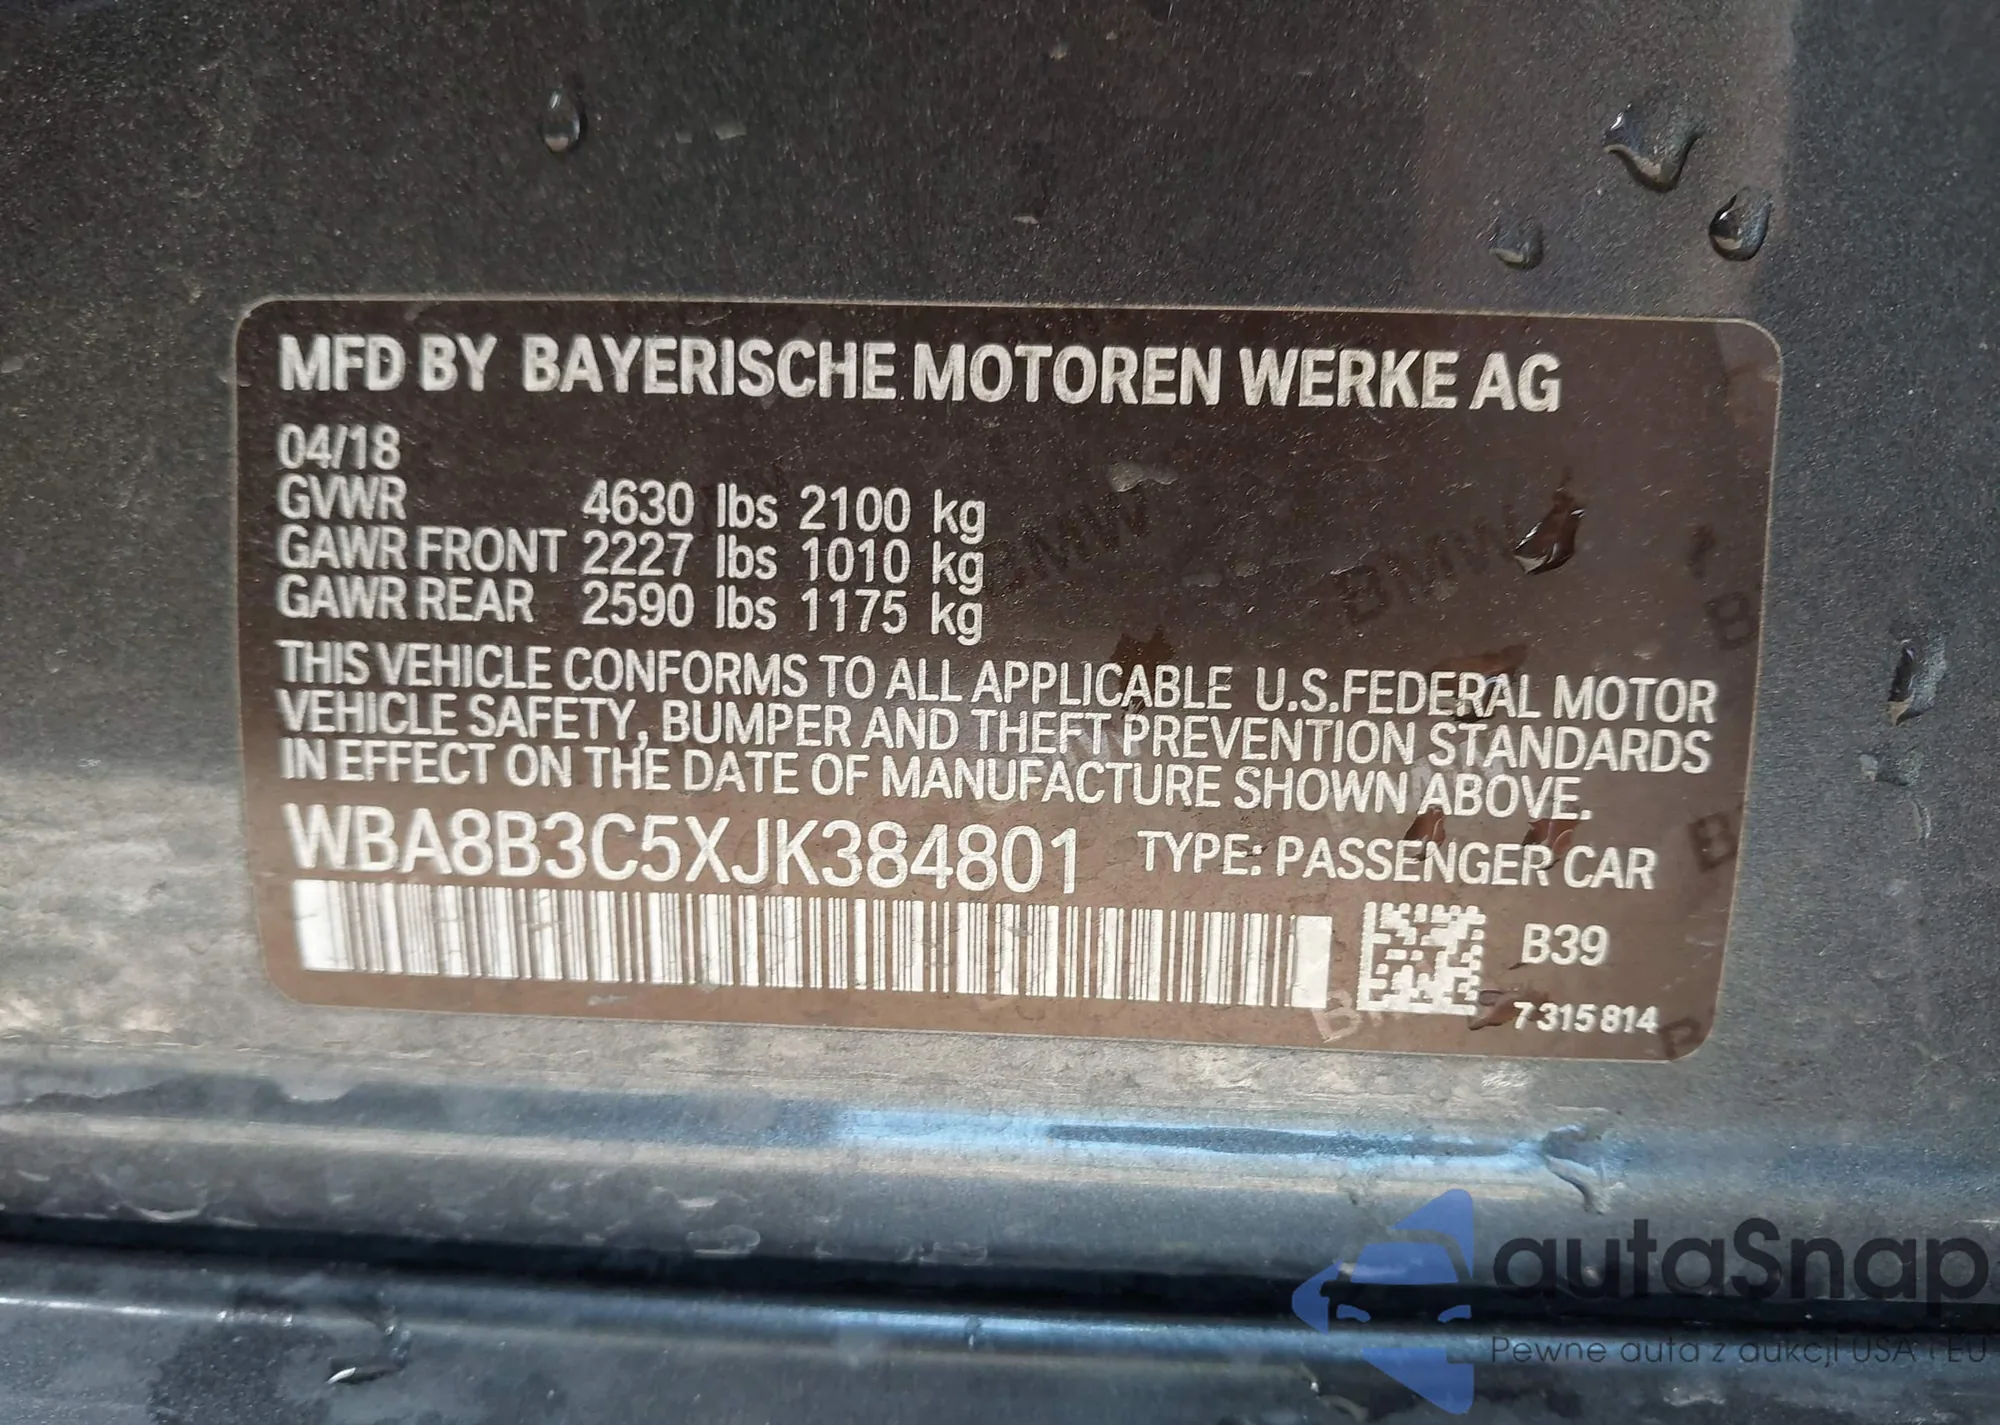 MFD BY BAYERISCHE MOTOREN WERKE AG
04/18
GVWR 4630 lbs 2100 kg
GAWR FRONT 2227 lbs 1010 kg
GAWR REAR 2590 lbs 1175 kg
THIS VEHICLE CONFORMS TO ALL APPLICABLE U.S.FEDERAL MOTOR
VEHICLE SAFETY, BUMPER AND THEFT PREVENTION STANDARDS
IN EFFECT ON THE DATE OF MANUFACTURE SHOWN ABOVE.
WBA8B3C5XJK384801 TYPE: PASSENGER CAR
B39
7315814
autaSnap
Pewne auta z aukcji USA i EU